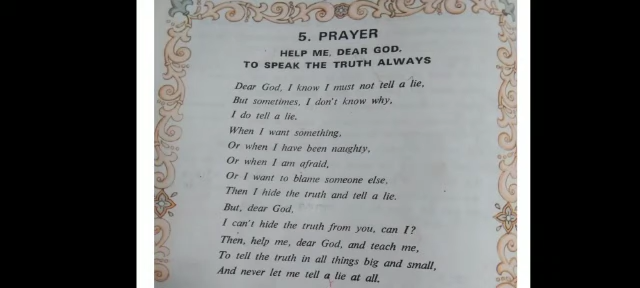 5. PRAYER
HELP ME, DEAR GOD.
TO SPEAK THE TRUTH ALWAYS
Dear God, I know I must not tell a lie,
But sometimes, I don't know why,
I do tell a lie.
When I want something,
Or when I have been naughty,
Or when I am afraid,
Or I want to blame someone else,
Then I hide the truth and tell a lie.
But, dear God,
I can't hide the truth from you, can I?
Then, help me, dear God, and teach me,
To tell the truth in all things big and small,
And never let me tell a lie at all.